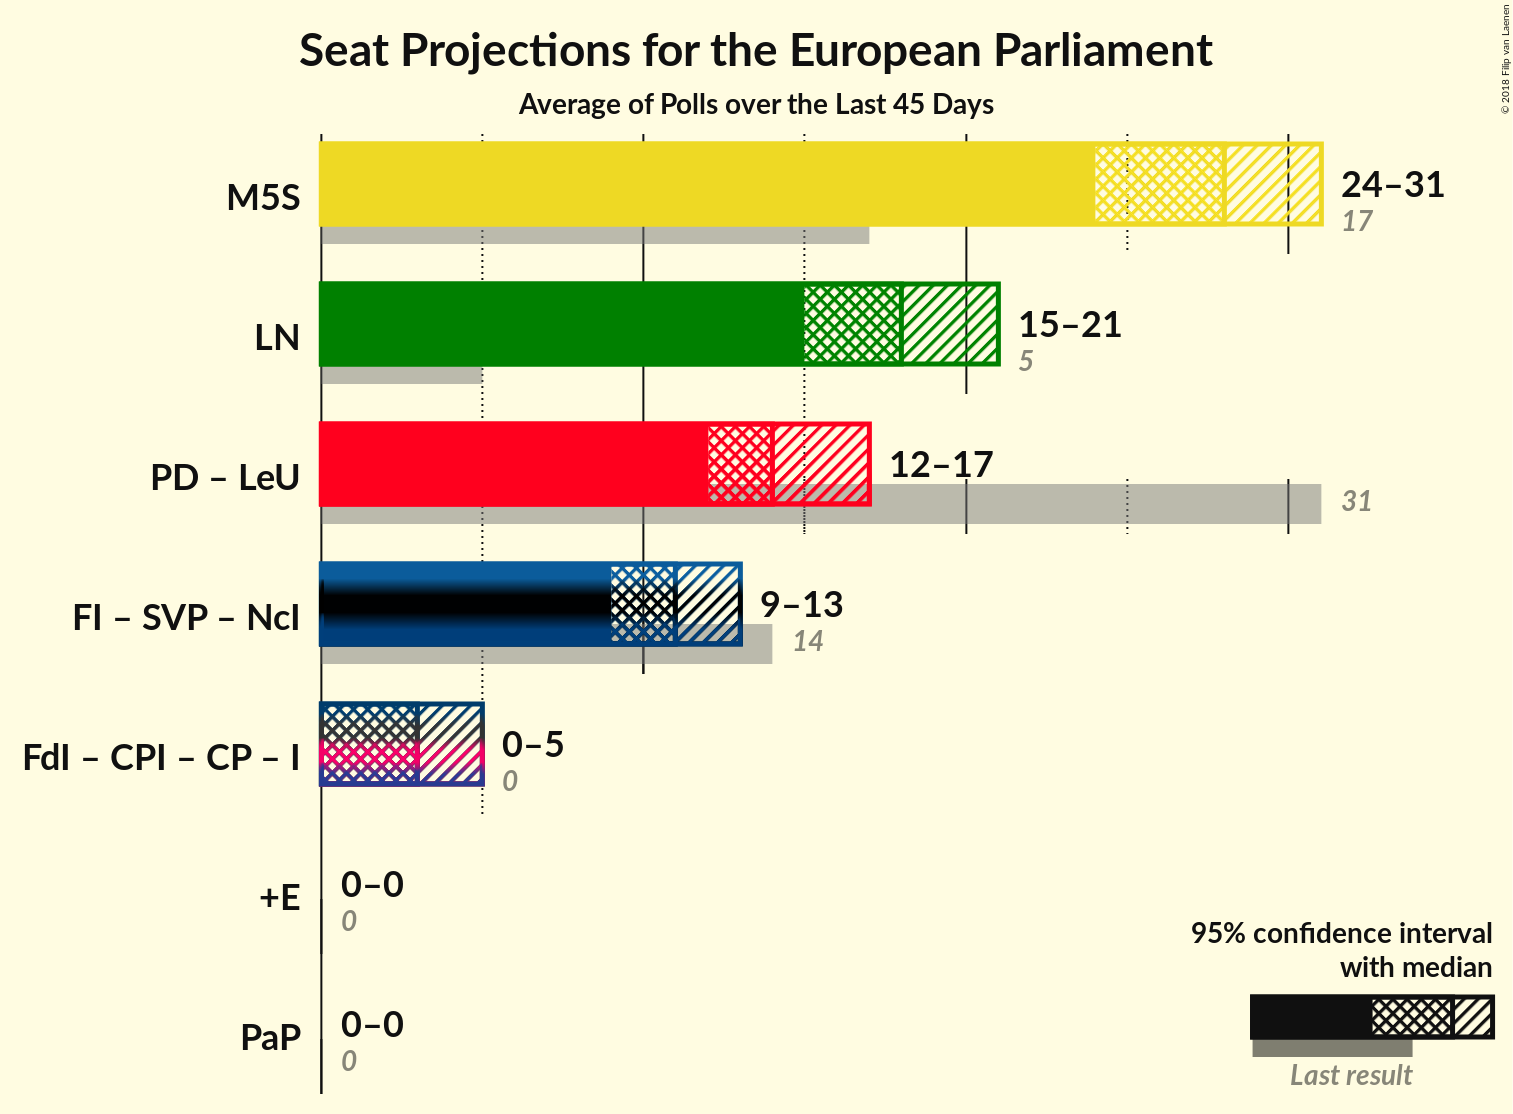 Seat Projections for the European Parliament
Average of Polls over the Last 45 Days
© 2018 Filip van Laenen
M5S
24–31
17
LN
15–21
5
PD – LeU
12–17
31
FI – SVP – NcI
9–13
14
FdI – CPI – CP – I
0–5
0
+E
0–0
0
PaP
0–0
0
95% confidence interval
with median
Last result